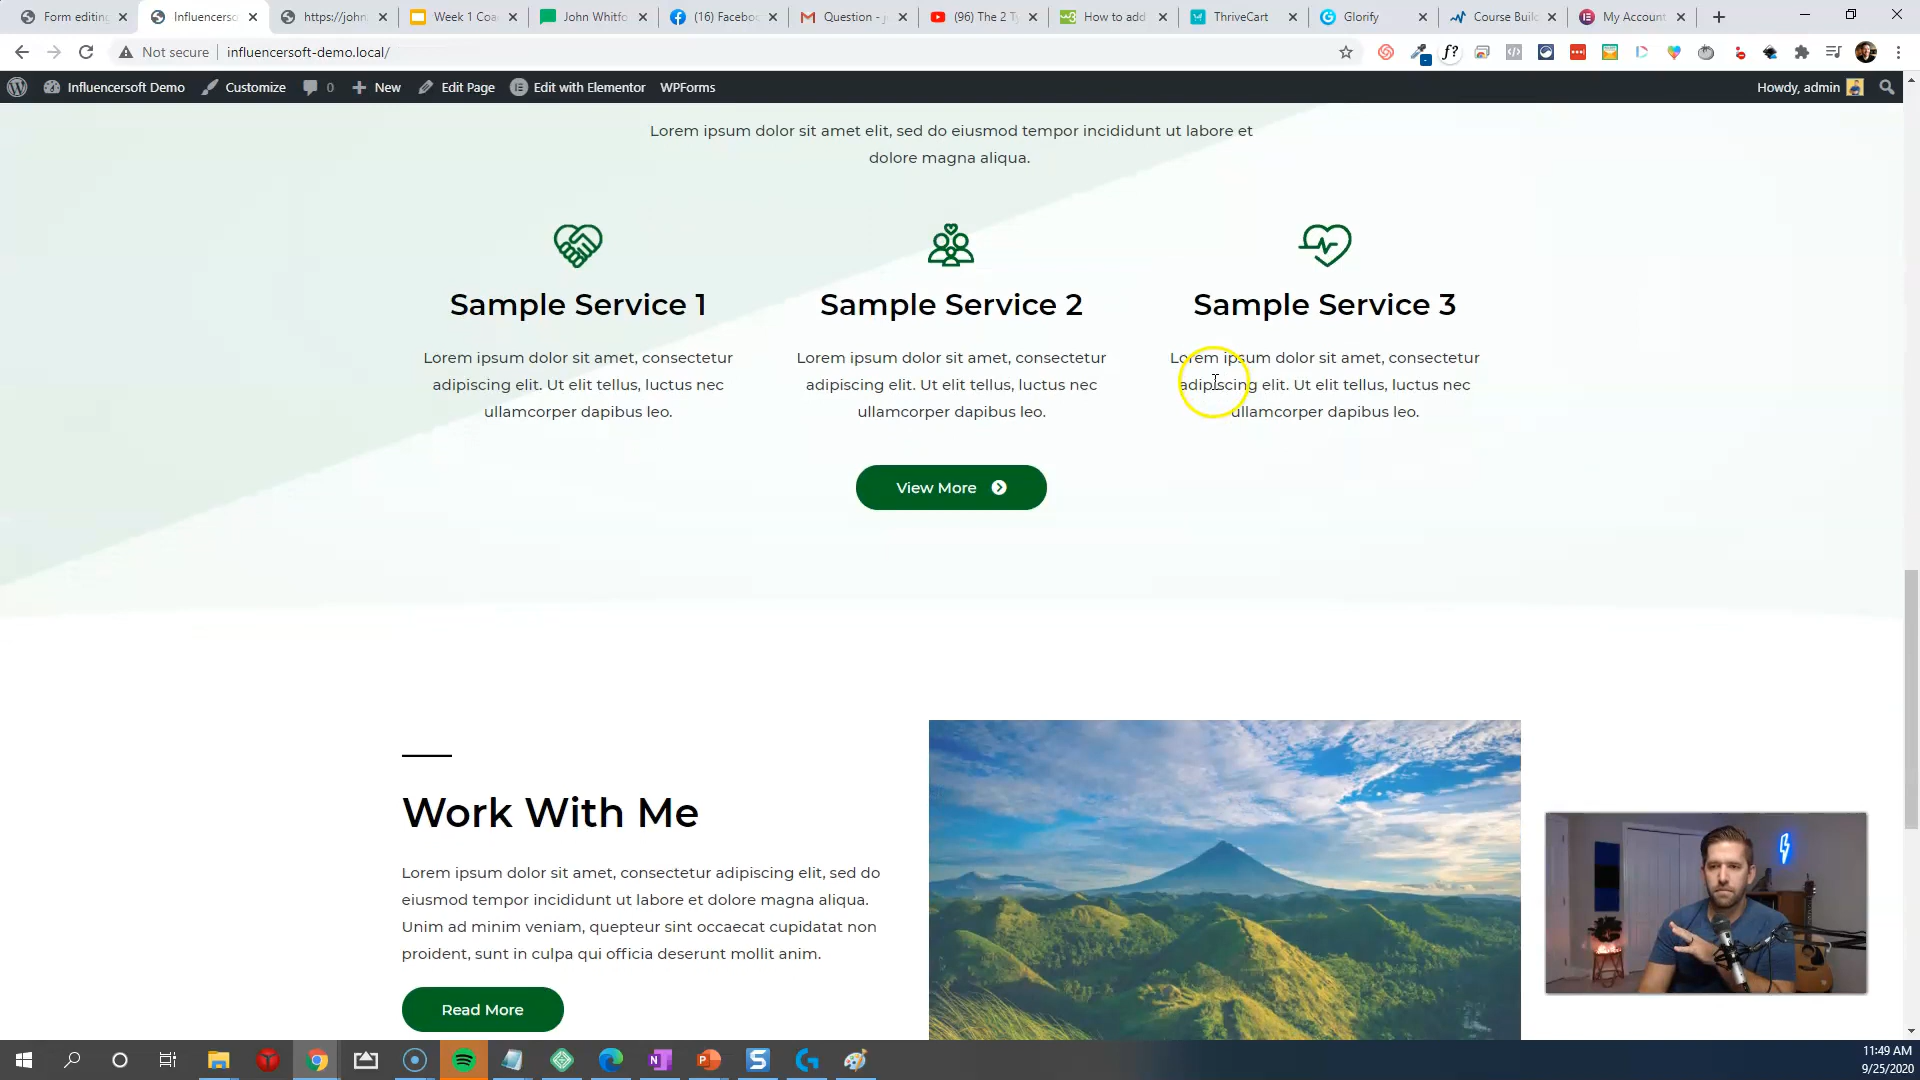 Form editing
Influencerso
https://john
Week 1 Coa
John Whitfo
(16) Faceboo
Question - j
(96) The 2 Ty
How to add
ThriveCart
Glorify
Course Buil
My Account
Not secure
influencersoft-demo.local/
Influencersoft Demo
Customize
0
New
Edit Page
Edit with Elementor
WPForms
Howdy, admin
Lorem ipsum dolor sit amet elit, sed do eiusmod tempor incididunt ut labore et
dolore magna aliqua.
Sample Service 1
Lorem ipsum dolor sit amet, consectetur
adipiscing elit. Ut elit tellus, luctus nec
ullamcorper dapibus leo.
Sample Service 2
Lorem ipsum dolor sit amet, consectetur
adipiscing elit. Ut elit tellus, luctus nec
ullamcorper dapibus leo.
Sample Service 3
Lorem ipsum dolor sit amet, consectetur
adipiscing elit. Ut elit tellus, luctus nec
ullamcorper dapibus leo.
View More
Work With Me
Lorem ipsum dolor sit amet, consectetur adipiscing elit, sed do
eiusmod tempor incididunt ut labore et dolore magna aliqua.
Unim ad minim veniam, quepteur sint occaecat cupidatat non
proident, sunt in culpa qui officia deserunt mollit anim.
Read More
11:49 AM
9/25/2020